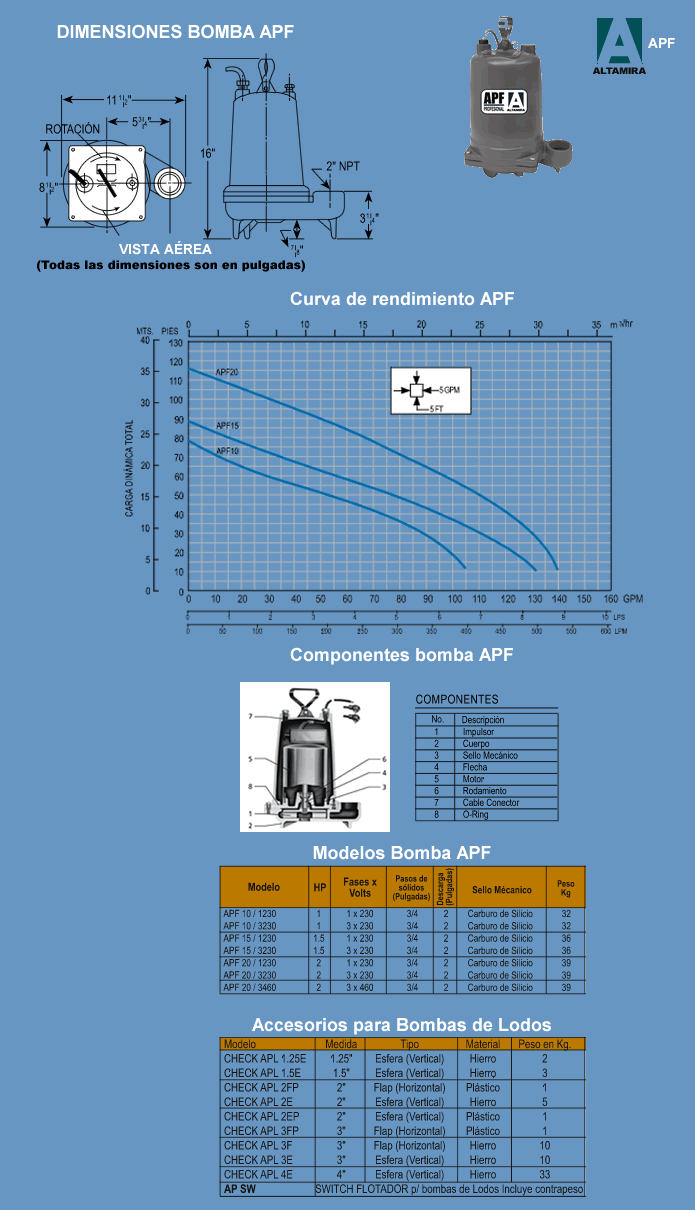 DIMENSIONES BOMBA APF
APF
ALTAMIRA
APF
PROFESIONAL ALTAMIRA
ROTACIÓN
16"
2" NPT
VISTA AÉREA
(Todas las dimensiones son en pulgadas)
Curva de rendimiento APF
0 5 10 15 17 20 25 30 35 m³/hr
MTS. PIES
40 35 30 25 20 15 10 5 0
130 120 110 100 90 80 70 60 50 40 30 20 10 0
CARGA DINÁMICA TOTAL
APF20
APF15
APF10
5 GPM
5 FT
0 10 20 30 40 50 60 70 80 90 100 110 120 130 140 150 160 GPM
0 1 2 3 4 5 6 7 8 9 10 LPS
0 50 100 150 200 250 300 350 400 450 500 550 600 LPM
Componentes bomba APF
7
5
8
1
2
6
4
3
COMPONENTES
No. Descripción
1 Impulsor
2 Cuerpo
3 Sello Mecánico
4 Flecha
5 Motor
6 Rodamiento
7 Cable Conector
8 O-Ring
Modelos Bomba APF
Modelo HP Fases x Volts Pasos de sólidos (Pulgadas) Descarga (Pulgadas) Sello Mécanico Peso Kg
APF 10 / 1230 1 1 x 230 3/4 2 Carburo de Silicio 32
APF 10 / 3230 1 3 x 230 3/4 2 Carburo de Silicio 32
APF 15 / 1230 1.5 1 x 230 3/4 2 Carburo de Silicio 36
APF 15 / 3230 1.5 3 x 230 3/4 2 Carburo de Silicio 36
APF 20 / 1230 2 1 x 230 3/4 2 Carburo de Silicio 39
APF 20 / 3230 2 3 x 230 3/4 2 Carburo de Silicio 39
APF 20 / 3460 2 3 x 460 3/4 2 Carburo de Silicio 39
Accesorios para Bombas de Lodos
Modelo Medida Tipo Material Peso en Kg.
CHECK APL 1.25E 1.25" Esfera (Vertical) Hierro 2
CHECK APL 1.5E 1.5" Esfera (Vertical) Hierro 3
CHECK APL 2FP 2" Flap (Horizontal) Plástico 1
CHECK APL 2E 2" Esfera (Vertical) Hierro 5
CHECK APL 2EP 2" Esfera (Vertical) Plástico 1
CHECK APL 3FP 3" Flap (Horizontal) Plástico 1
CHECK APL 3F 3" Flap (Horizontal) Hierro 10
CHECK APL 3E 3" Esfera (Vertical) Hierro 10
CHECK APL 4E 4" Esfera (Vertical) Hierro 33
AP SW SWITCH FLOTADOR p/ bombas de Lodos Incluye contrapeso